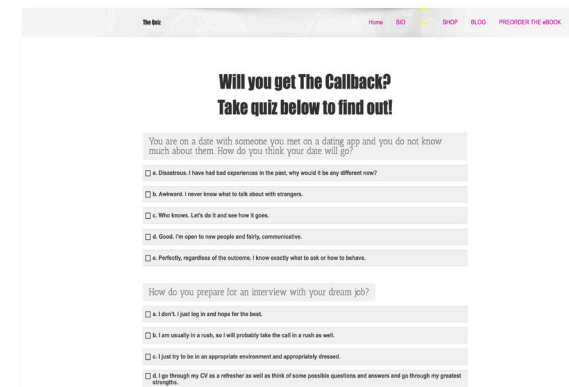 The Quiz
Home BIO SHOP BLOG PREORDER THE eBOOK
Will you get The Callback?
Take quiz below to find out!
You are on a date with someone you met on a dating app and you do not know
much about them. How do you think your date will go?
a. Disastrous. I have had bad experiences in the past, why would it be any different now?
b. Awkward. I never know what to talk about with strangers.
c. Who knows. Let's do it and see how it goes.
d. Good. I'm open to new people and fairly, communicative.
e. Perfectly, regardless of the outcome. I know exactly what to ask or how to behave.
How do you prepare for an interview with your dream job?
a. I don't. I just log in and hope for the best.
b. I am usually in a rush, so I will probably take the call in a rush as well.
c. I just try to be in an appropriate environment and appropriately dressed.
d. I go through my CV as a refresher as well as think of some possible questions and answers and go through my greatest
strengths.